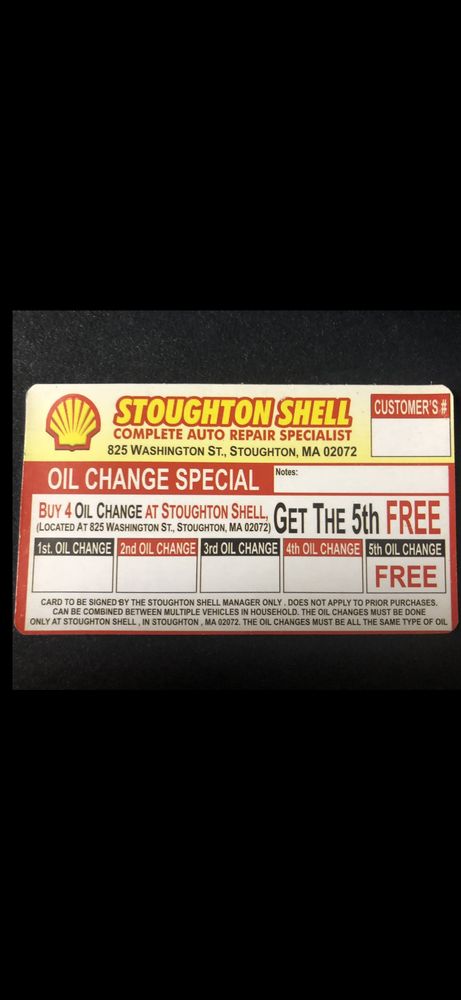 STOUGHTON SHELL
COMPLETE AUTO REPAIR SPECIALIST
825 WASHINGTON ST., STOUGHTON, MA 02072
CUSTOMER'S #
OIL CHANGE SPECIAL
Notes:
BUY 4 OIL CHANGE AT STOUGHTON SHELL,
(LOCATED AT 825 WASHINGTON ST., STOUGHTON, MA 02072)
GET THE 5th FREE
1st. OIL CHANGE
2nd OIL CHANGE
3rd OIL CHANGE
4th OIL CHANGE
5th OIL CHANGE
FREE
CARD TO BE SIGNED BY THE STOUGHTON SHELL MANAGER ONLY . DOES NOT APPLY TO PRIOR PURCHASES.
CAN BE COMBINED BETWEEN MULTIPLE VEHICLES IN HOUSEHOLD. THE OIL CHANGES MUST BE DONE
ONLY AT STOUGHTON SHELL , IN STOUGHTON , MA 02072. THE OIL CHANGES MUST BE ALL THE SAME TYPE OF OIL